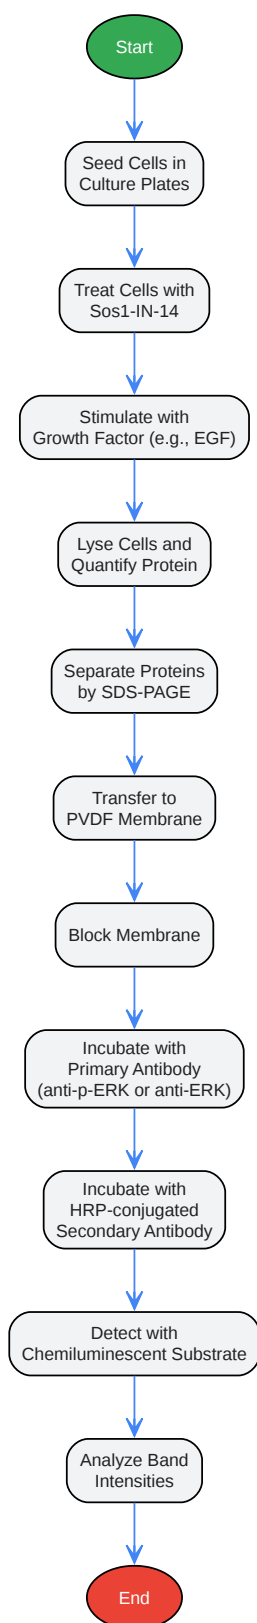 Start
Seed Cells in
Culture Plates
Treat Cells with
Sos1-IN-14
Stimulate with
Growth Factor (e.g., EGF)
Lyse Cells and
Quantify Protein
Separate Proteins
by SDS-PAGE
Transfer to
PVDF Membrane
Block Membrane
Incubate with
Primary Antibody
(anti-p-ERK or anti-ERK)
Incubate with
HRP-conjugated
Secondary Antibody
Detect with
Chemiluminescent Substrate
Analyze Band
Intensities
End